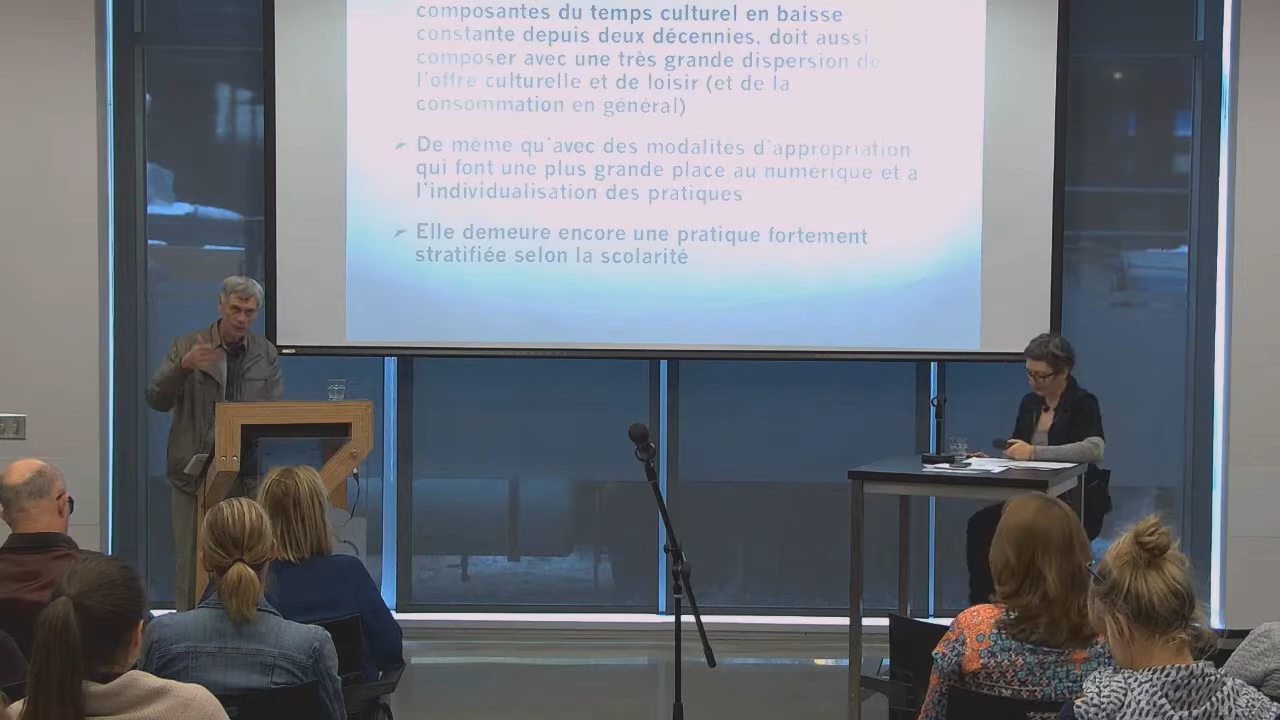 composantes du temps culturel en baisse
constante depuis deux décennies, doit aussi
composer avec une très grande dispersion de
l'offre culturelle et de loisir (et de la
consommation en général)
➤ De même qu'avec des modalités d'appropriation
qui font une plus grande place au numérique et à
l'individualisation des pratiques
➤ Elle demeure encore une pratique fortement
stratifiée selon la scolarité